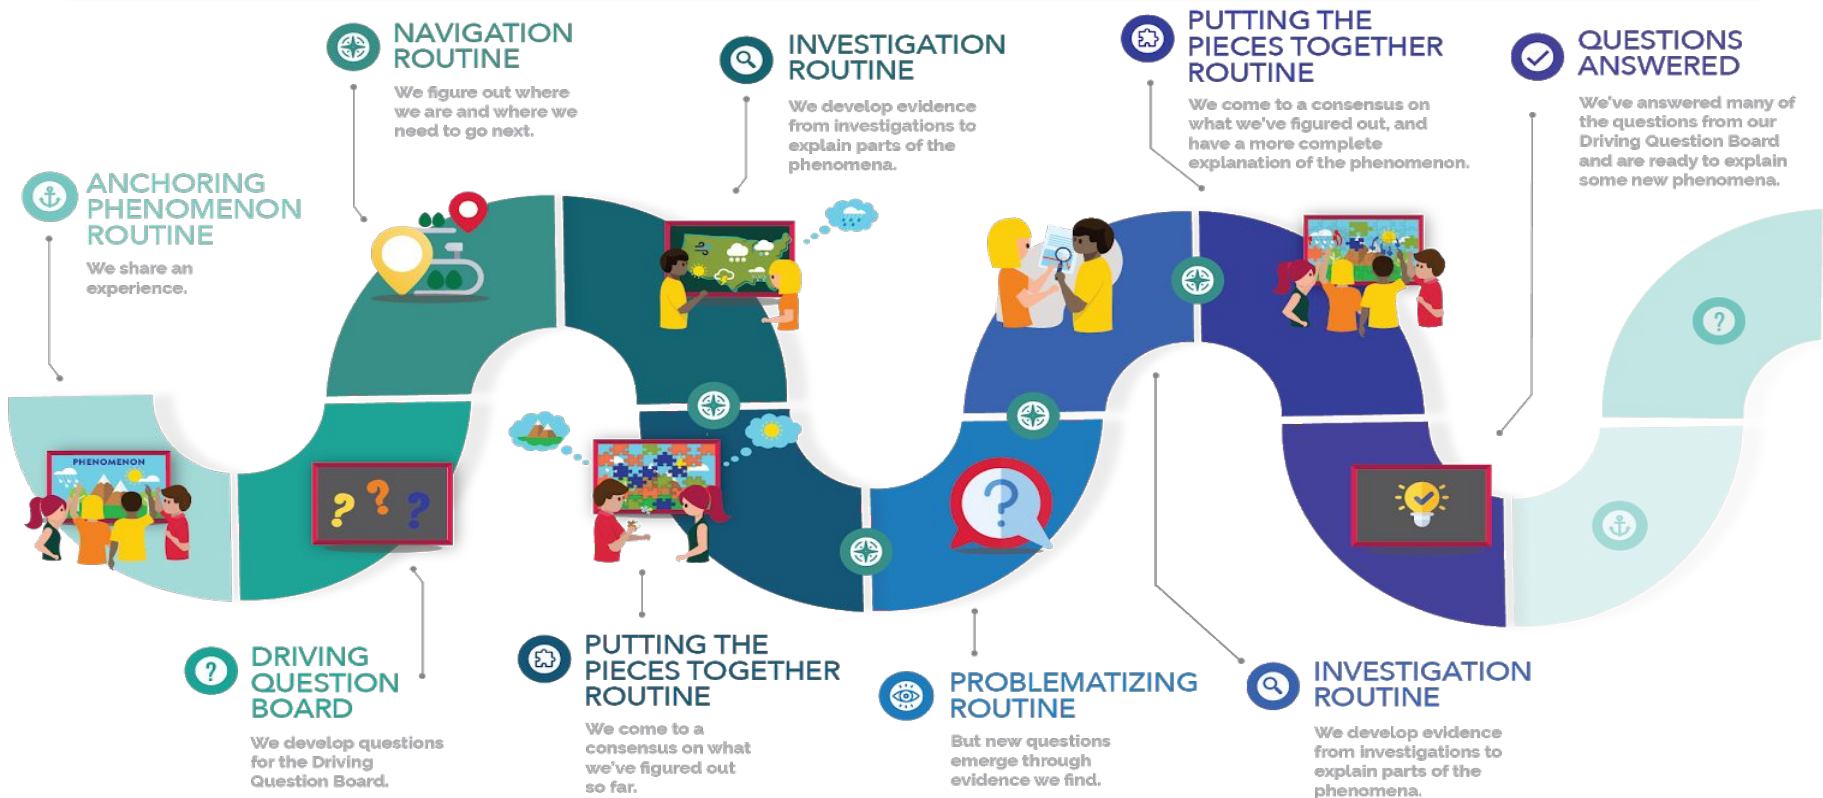 ANCHORING
PHENOMENON
ROUTINE
We share an
experience.
PHENOMENON
DRIVING
QUESTION
BOARD
We develop questions
for the Driving
Question Board.
? ? ?
NAVIGATION
ROUTINE
We figure out where
we are and where we
need to go next.
INVESTIGATION
ROUTINE
We develop evidence
from investigations to
explain parts of the
phenomena.
PUTTING THE
PIECES TOGETHER
ROUTINE
We come to a
consensus on what
we've figured out
so far.
PROBLEMATIZING
ROUTINE
But new questions
emerge through
evidence we find.
?
INVESTIGATION
ROUTINE
We develop evidence
from investigations to
explain parts of the
phenomena.
PUTTING THE
PIECES TOGETHER
ROUTINE
We come to a consensus on
what we've figured out, and
have a more complete
explanation of the phenomenon.
QUESTIONS
ANSWERED
We've answered many of
the questions from our
Driving Question Board
and are ready to explain
some new phenomena.
?